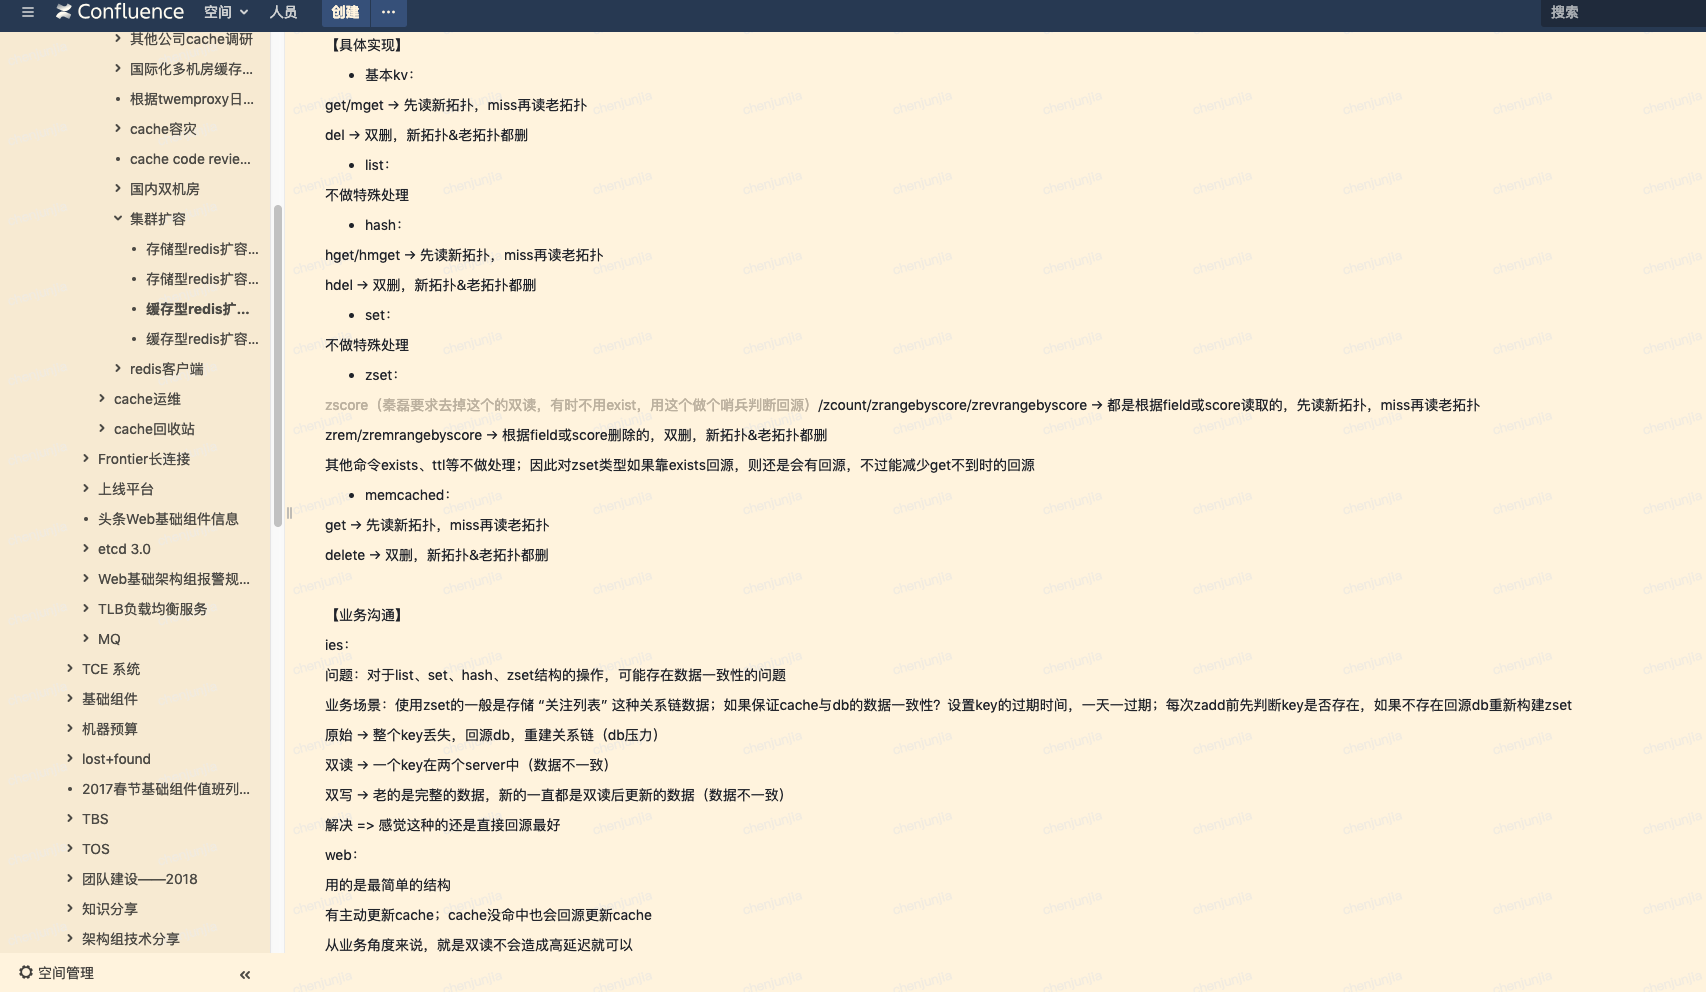 Confluence 空间 人员 创建 ··· 搜索
其他公司cache调研
国际化多机房缓存...
根据twemproxy日...
cache容灾
cache code revie...
国内双机房
集群扩容
存储型redis扩容...
存储型redis扩容...
缓存型redis扩...
缓存型redis扩容...
redis客户端
cache运维
cache回收站
Frontier长连接
上线平台
头条Web基础组件信息
etcd 3.0
Web基础架构组报警规...
TLB负载均衡服务
MQ
TCE 系统
基础组件
机器预算
lost+found
2017春节基础组件值班列...
TBS
TOS
团队建设——2018
知识分享
架构组技术分享
空间管理 «
【具体实现】
• 基本kv：
get/mget → 先读新拓扑，miss再读老拓扑
del → 双删，新拓扑&老拓扑都删
• list：
不做特殊处理
• hash：
hget/hmget → 先读新拓扑，miss再读老拓扑
hdel → 双删，新拓扑&老拓扑都删
• set：
不做特殊处理
• zset：
zscore（秦磊要求去掉这个的双读，有时不用exist，用这个做个哨兵判断回源）/zcount/zrangebyscore/zrevrangebyscore → 都是根据field或score读取的，先读新拓扑，miss再读老拓扑
zrem/zremrangebyscore → 根据field或score删除的，双删，新拓扑&老拓扑都删
其他命令exists、ttl等不做处理；因此对zset类型如果靠exists回源，则还是会有回源，不过能减少get不到时的回源
• memcached：
get → 先读新拓扑，miss再读老拓扑
delete → 双删，新拓扑&老拓扑都删
【业务沟通】
ies：
问题：对于list、set、hash、zset结构的操作，可能存在数据一致性的问题
业务场景：使用zset的一般是存储 “关注列表” 这种关系链数据；如果保证cache与db的数据一致性？设置key的过期时间，一天一过期；每次zadd前先判断key是否存在，如果不存在回源db重新构建zset
原始 → 整个key丢失，回源db，重建关系链（db压力）
双读 → 一个key在两个server中（数据不一致）
双写 → 老的是完整的数据，新的一直都是双读后更新的数据（数据不一致）
解决 => 感觉这种的还是直接回源最好
web：
用的是最简单的结构
有主动更新cache；cache没命中也会回源更新cache
从业务角度来说，就是双读不会造成高延迟就可以
chenjunjia